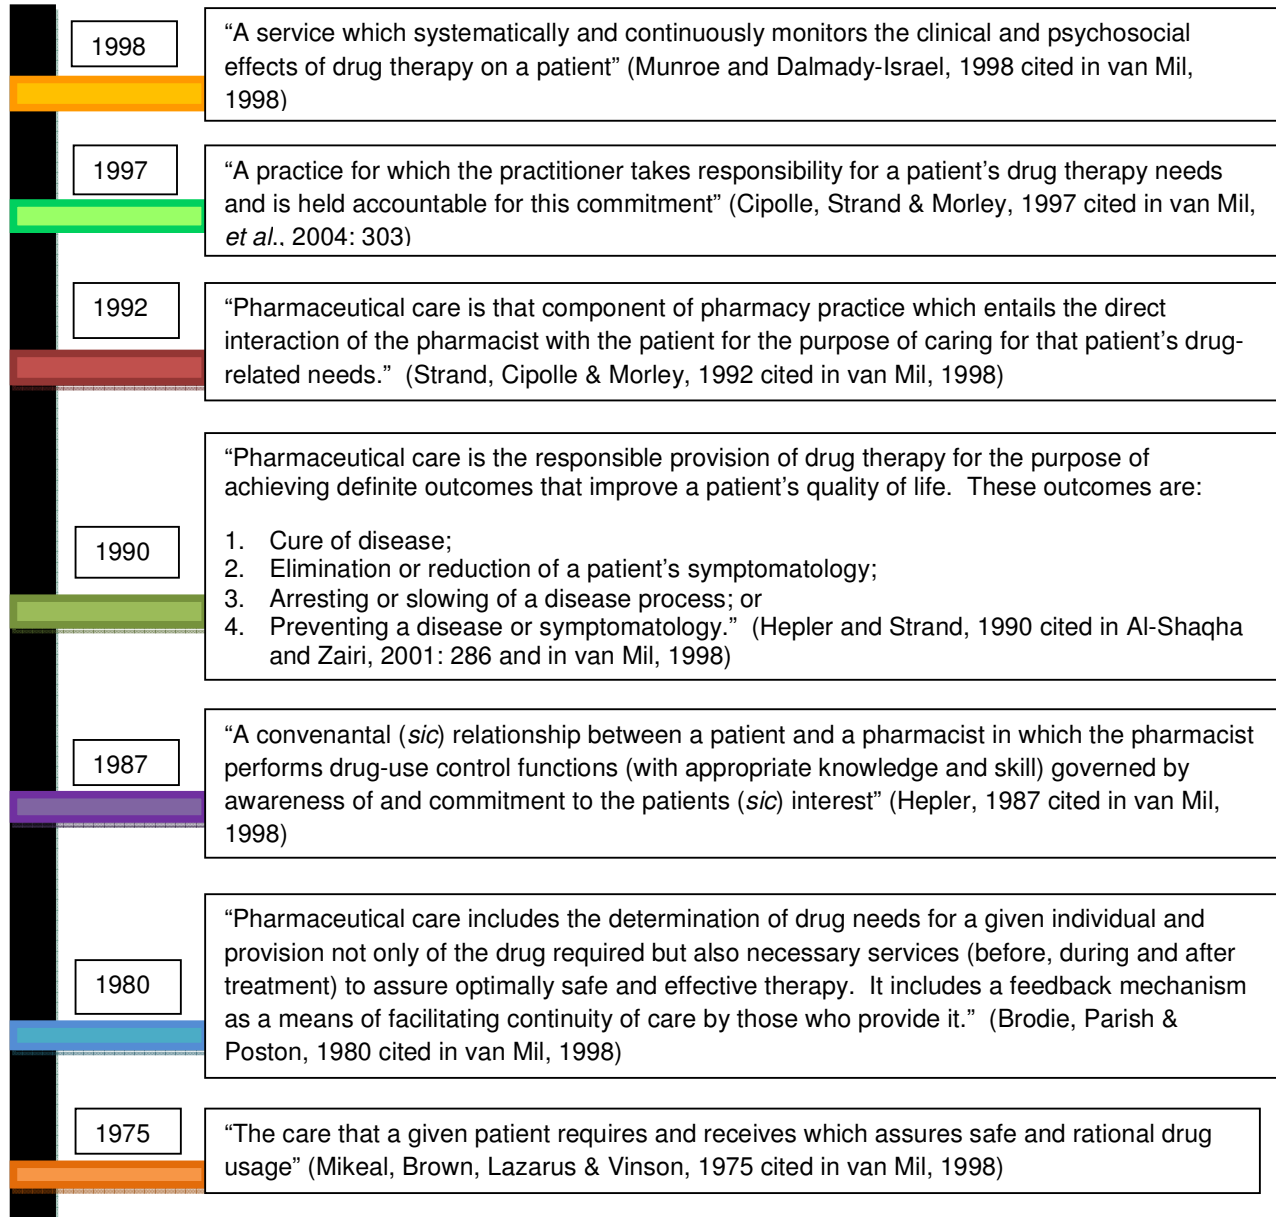 1998
“A service which systematically and continuously monitors the clinical and psychosocial
effects of drug therapy on a patient” (Munroe and Dalmady-Israel, 1998 cited in van Mil,
1998)
1997
“A practice for which the practitioner takes responsibility for a patient’s drug therapy needs
and is held accountable for this commitment” (Cipolle, Strand & Morley, 1997 cited in van Mil,
et al., 2004: 303)
1992
“Pharmaceutical care is that component of pharmacy practice which entails the direct
interaction of the pharmacist with the patient for the purpose of caring for that patient’s drug-
related needs.” (Strand, Cipolle & Morley, 1992 cited in van Mil, 1998)
1990
“Pharmaceutical care is the responsible provision of drug therapy for the purpose of
achieving definite outcomes that improve a patient’s quality of life. These outcomes are:
1. Cure of disease;
2. Elimination or reduction of a patient’s symptomatology;
3. Arresting or slowing of a disease process; or
4. Preventing a disease or symptomatology.” (Hepler and Strand, 1990 cited in Al-Shaqha
and Zairi, 2001: 286 and in van Mil, 1998)
1987
“A convenantal (sic) relationship between a patient and a pharmacist in which the pharmacist
performs drug-use control functions (with appropriate knowledge and skill) governed by
awareness of and commitment to the patients (sic) interest” (Hepler, 1987 cited in van Mil,
1998)
1980
“Pharmaceutical care includes the determination of drug needs for a given individual and
provision not only of the drug required but also necessary services (before, during and after
treatment) to assure optimally safe and effective therapy. It includes a feedback mechanism
as a means of facilitating continuity of care by those who provide it.” (Brodie, Parish &
Poston, 1980 cited in van Mil, 1998)
1975
“The care that a given patient requires and receives which assures safe and rational drug
usage” (Mikeal, Brown, Lazarus & Vinson, 1975 cited in van Mil, 1998)